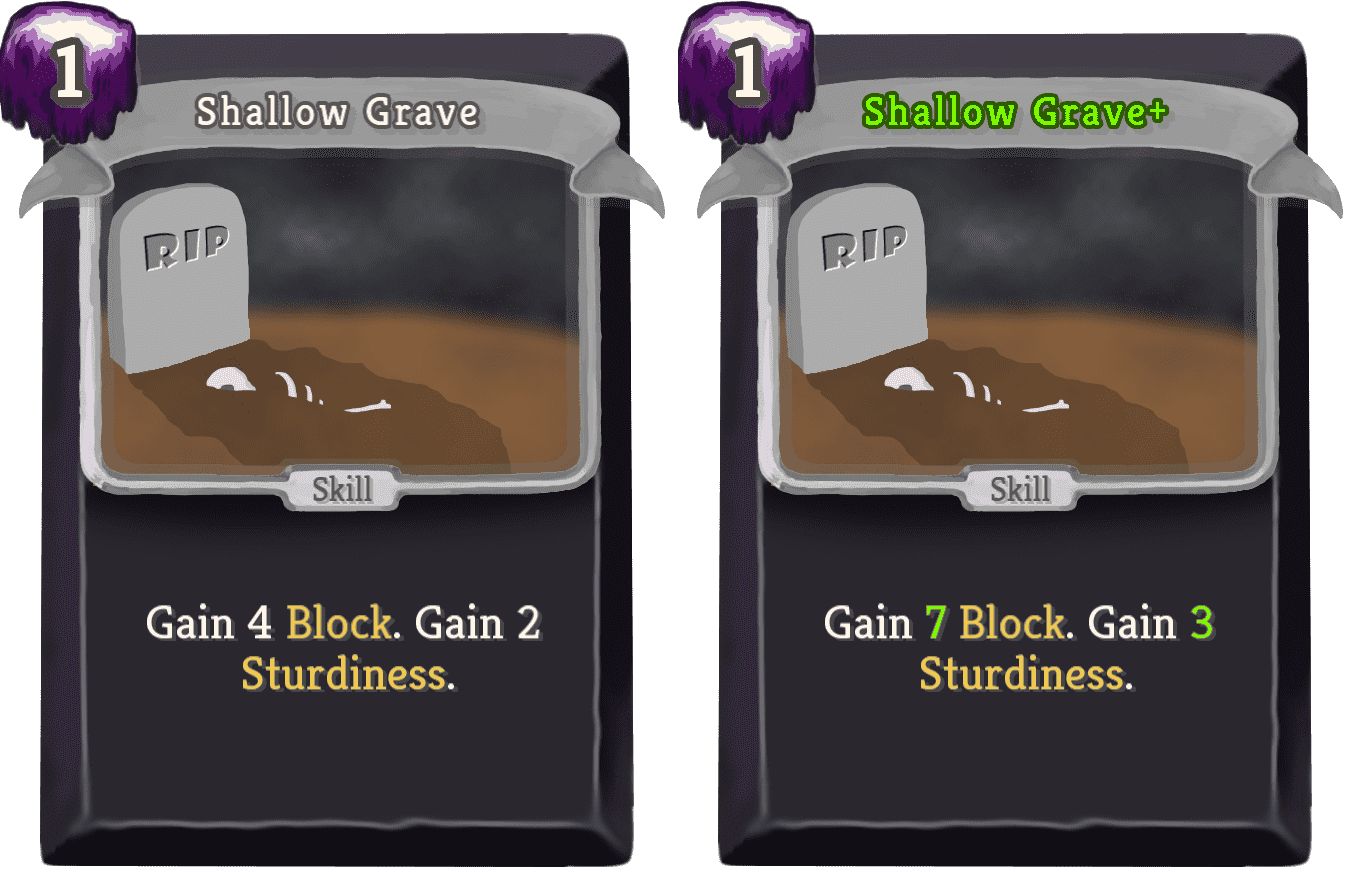 1
Shallow Grave
RIP
Skill
Gain 4 Block. Gain 2
Sturdiness.
1
Shallow Grave+
RIP
Skill
Gain 7 Block. Gain 3
Sturdiness.